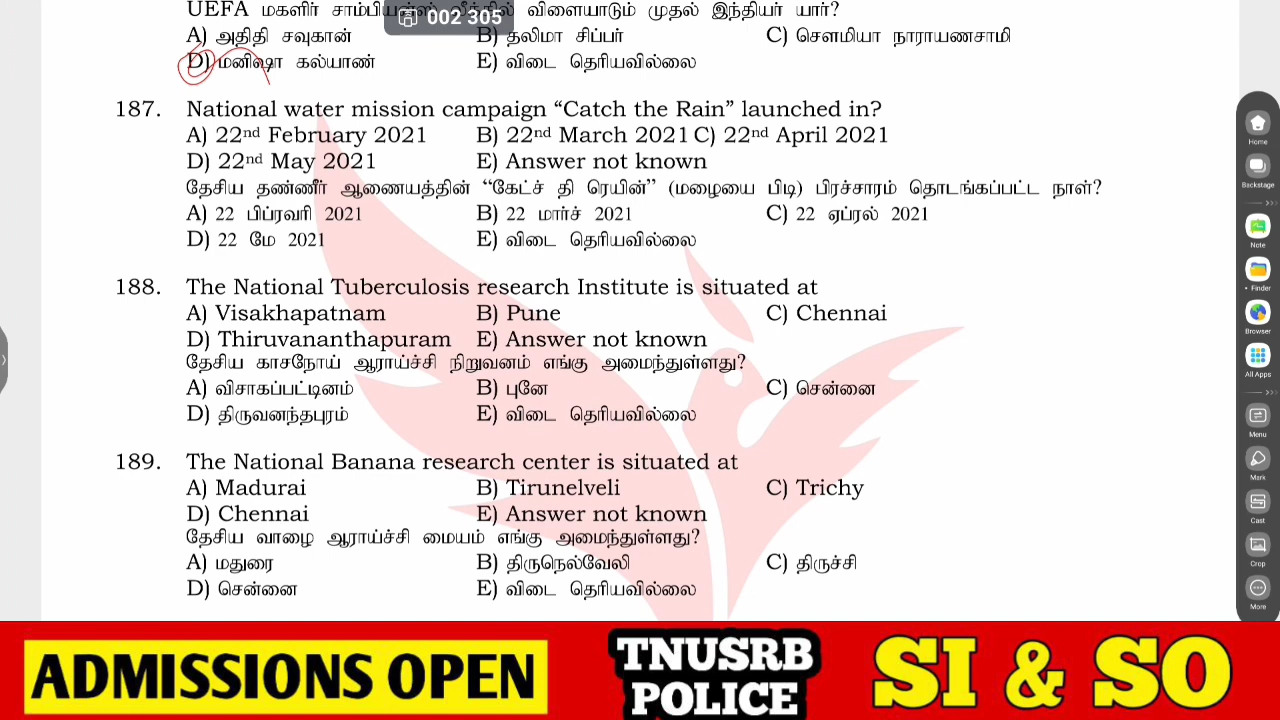 UEFA மகளிர் சாம்பியன்ஸ் லீக்கில் விளையாடும் முதல் இந்தியர் யார்?
002 305
A) அதிதி சவுகான் B) தலிமா சிப்பர் C) சௌமியா நாராயணசாமி
D) மனிஷா கல்யாண் E) விடை தெரியவில்லை
187. National water mission campaign “Catch the Rain” launched in?
A) 22nd February 2021 B) 22nd March 2021 C) 22nd April 2021
D) 22nd May 2021 E) Answer not known
தேசிய தண்ணீர் ஆணையத்தின் “கேட்ச் தி ரெயின்” (மழையை பிடி) பிரச்சாரம் தொடங்கப்பட்ட நாள்?
A) 22 பிப்ரவரி 2021 B) 22 மார்ச் 2021 C) 22 ஏப்ரல் 2021
D) 22 மே 2021 E) விடை தெரியவில்லை
188. The National Tuberculosis research Institute is situated at
A) Visakhapatnam B) Pune C) Chennai
D) Thiruvananthapuram E) Answer not known
தேசிய காசநோய் ஆராய்ச்சி நிறுவனம் எங்கு அமைந்துள்ளது?
A) விசாகப்பட்டினம் B) புனே C) சென்னை
D) திருவனந்தபுரம் E) விடை தெரியவில்லை
189. The National Banana research center is situated at
A) Madurai B) Tirunelveli C) Trichy
D) Chennai E) Answer not known
தேசிய வாழை ஆராய்ச்சி மையம் எங்கு அமைந்துள்ளது?
A) மதுரை B) திருநெல்வேலி C) திருச்சி
D) சென்னை E) விடை தெரியவில்லை
Home
Backstage
Note
Finder
Browser
All Apps
Menu
Mark
Cast
Crop
More
ADMISSIONS OPEN
TNUSRB
POLICE
SI & SO